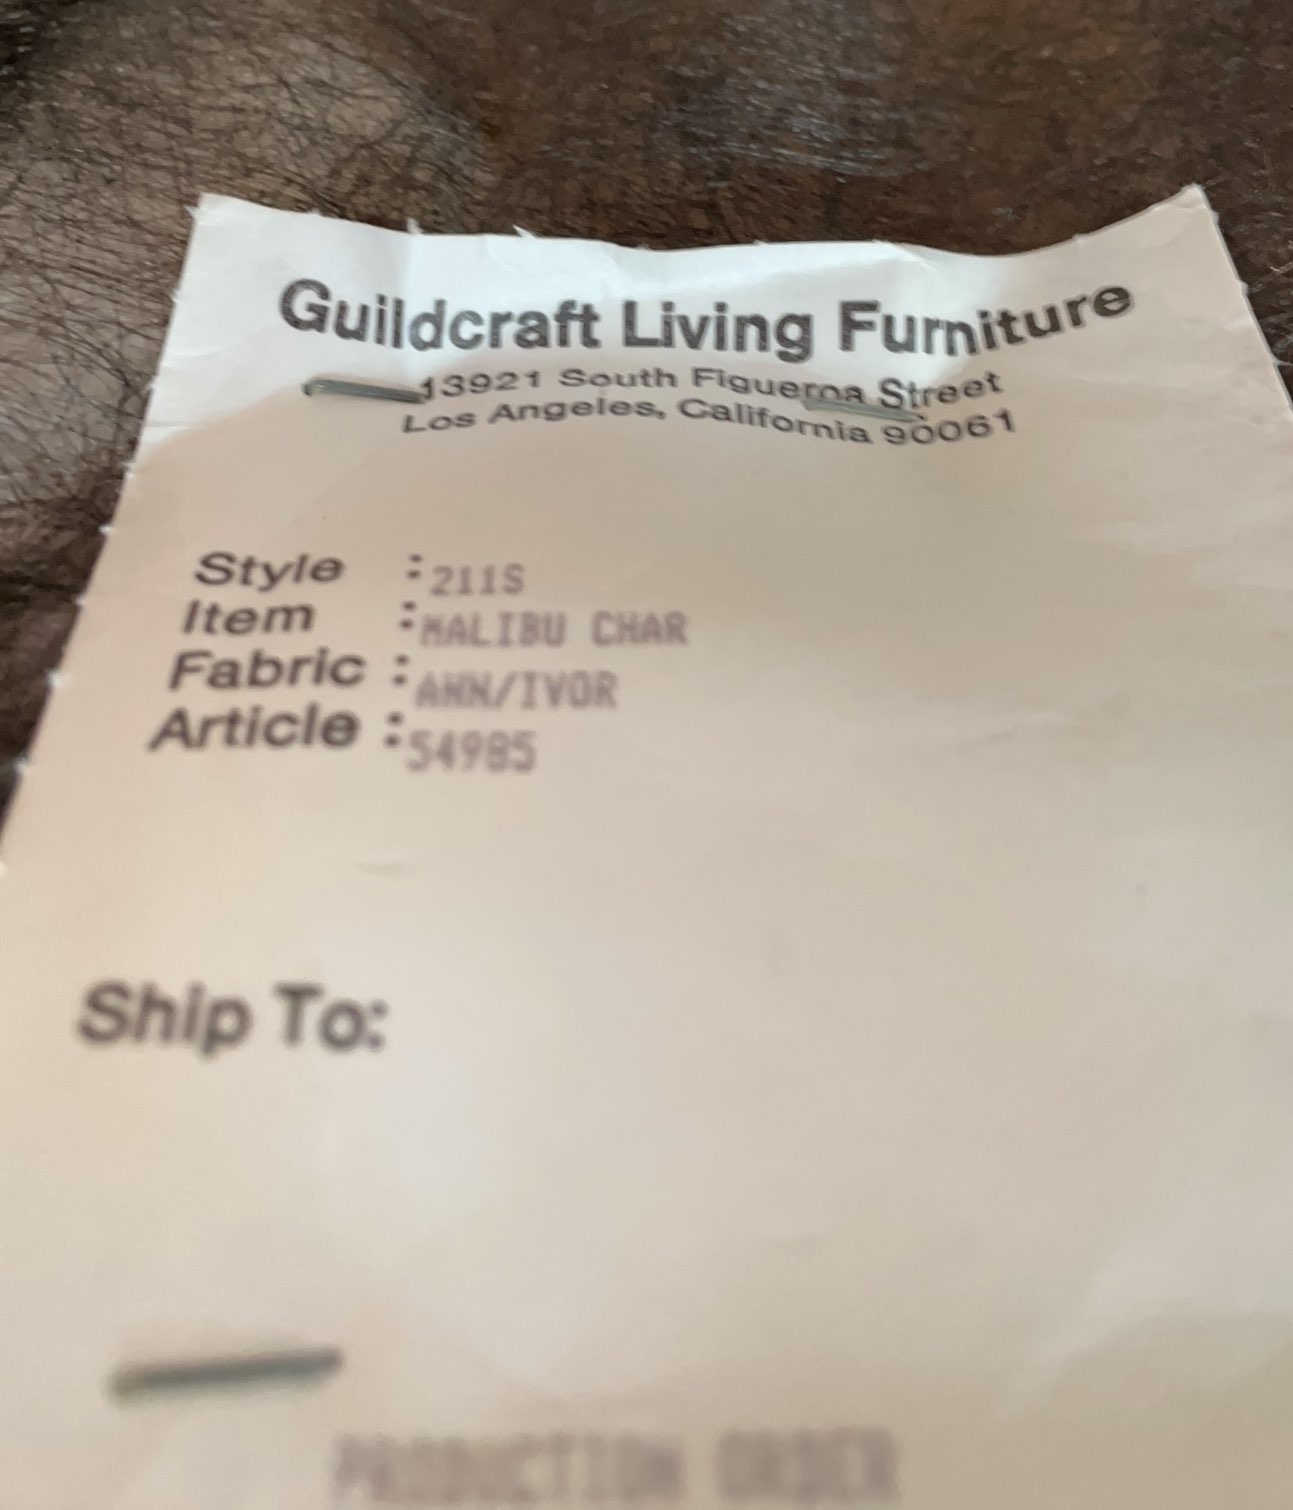 Guildcraft Living Furniture
13921 South Figueroa Street
Los Angeles, California 90061
Style :211S
Item :MALIBU CHAR
Fabric :ANN/IVOR
Article :54985
Ship To:
PRODUCTION ORDER